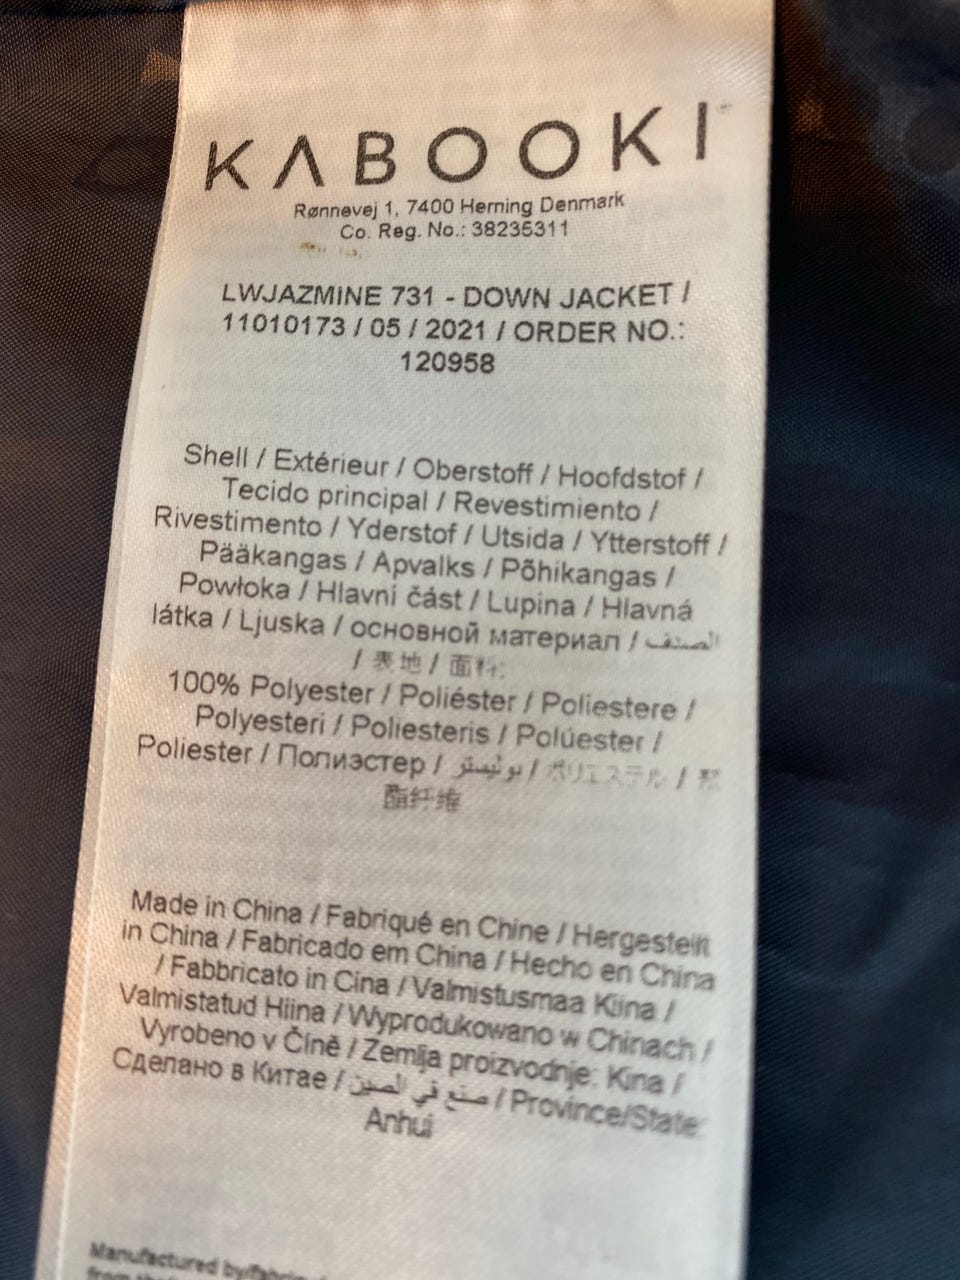 KABOOKI
Rønnevej 1, 7400 Herning Denmark
Co. Reg. No.: 38235311
LWJAZMINE 731 - DOWN JACKET /
11010173 / 05 / 2021 / ORDER NO.:
120958
Shell / Extérieur / Oberstoff / Hoofdstof /
Tecido principal / Revestimiento /
Rivestimento / Yderstof / Utsida / Ytterstoff /
Pääkangas / Apvalks / Põhikangas /
Powłoka / Hlavní část / Lupina / Hlavná
látka / Ljuska / основной материал / الصنف
/ 表地 / 面料:
100% Polyester / Poliéster / Poliestere /
Polyesteri / Poliesteris / Polúester /
Poliester / Полиэстер / بوليستر / ポリエステル / 聚
酯纤维
Made in China / Fabriqué en Chine / Hergestellt
in China / Fabricado em China / Hecho en China
/ Fabbricato in Cina / Valmistusmaa Kiina /
Valmistatud Hiina / Wyprodukowano w Chinach /
Vyrobeno v Číně / Zemlja proizvodnje: Kina /
Сделано в Китае / صنع في الصين / Province/State:
Anhui
Manufactured by/
from the